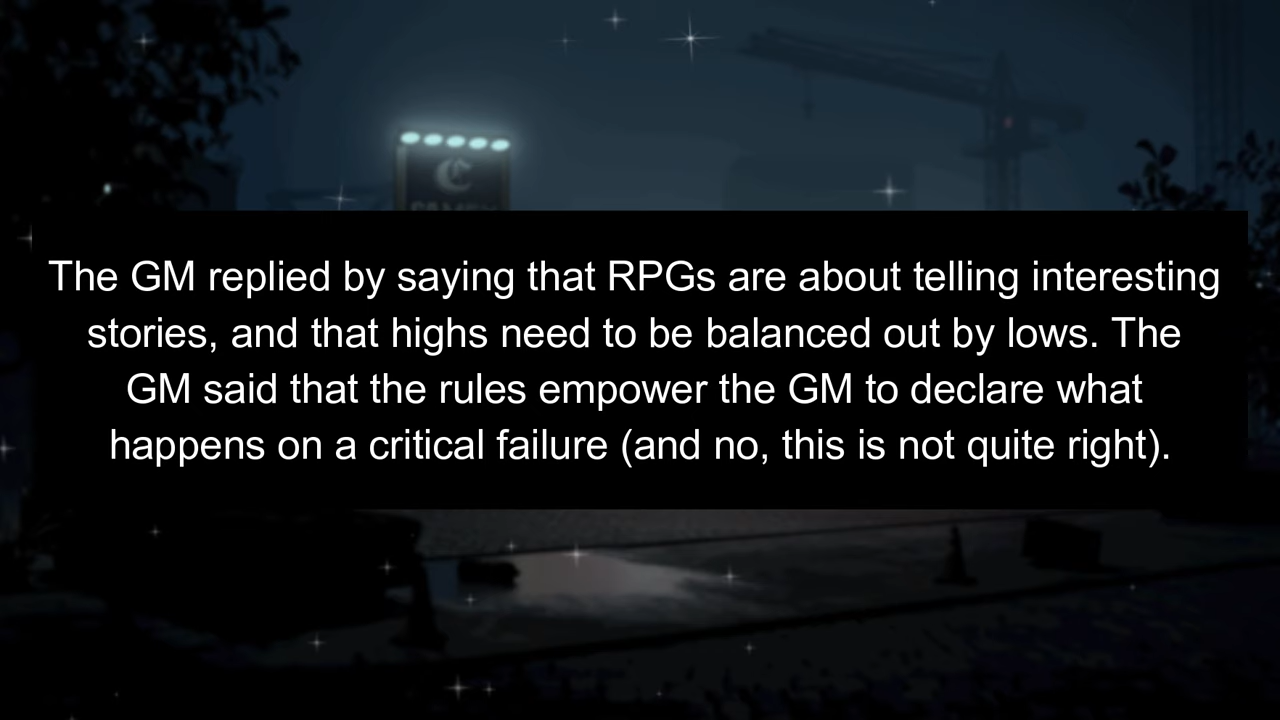 C
The GM replied by saying that RPGs are about telling interesting
stories, and that highs need to be balanced out by lows. The
GM said that the rules empower the GM to declare what
happens on a critical failure (and no, this is not quite right).